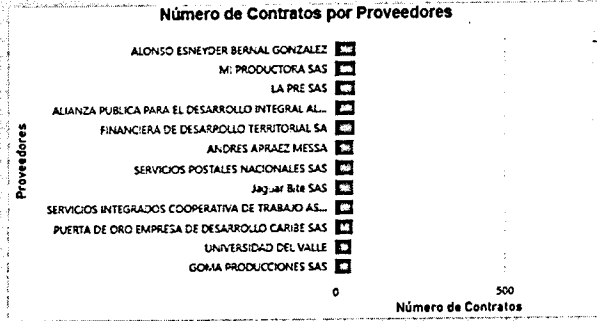 Número de Contratos por Proveedores
Proveedores
ALONSO ESNEYDER BERNAL GONZALEZ
MI PRODUCTORA SAS
LA PRE SAS
ALIANZA PUBLICA PARA EL DESARROLLO INTEGRAL AL...
FINANCIERA DE DESARROLLO TERRITORIAL SA
ANDRES APRAEZ MESSA
SERVICIOS POSTALES NACIONALES SAS
Jaguar Bite SAS
SERVICIOS INTEGRADOS COOPERATIVA DE TRABAJO AS...
PUERTA DE ORO EMPRESA DE DESARROLLO CARIBE SAS
UNIVERSIDAD DEL VALLE
GOMA PRODUCCIONES SAS
0 500
Número de Contratos